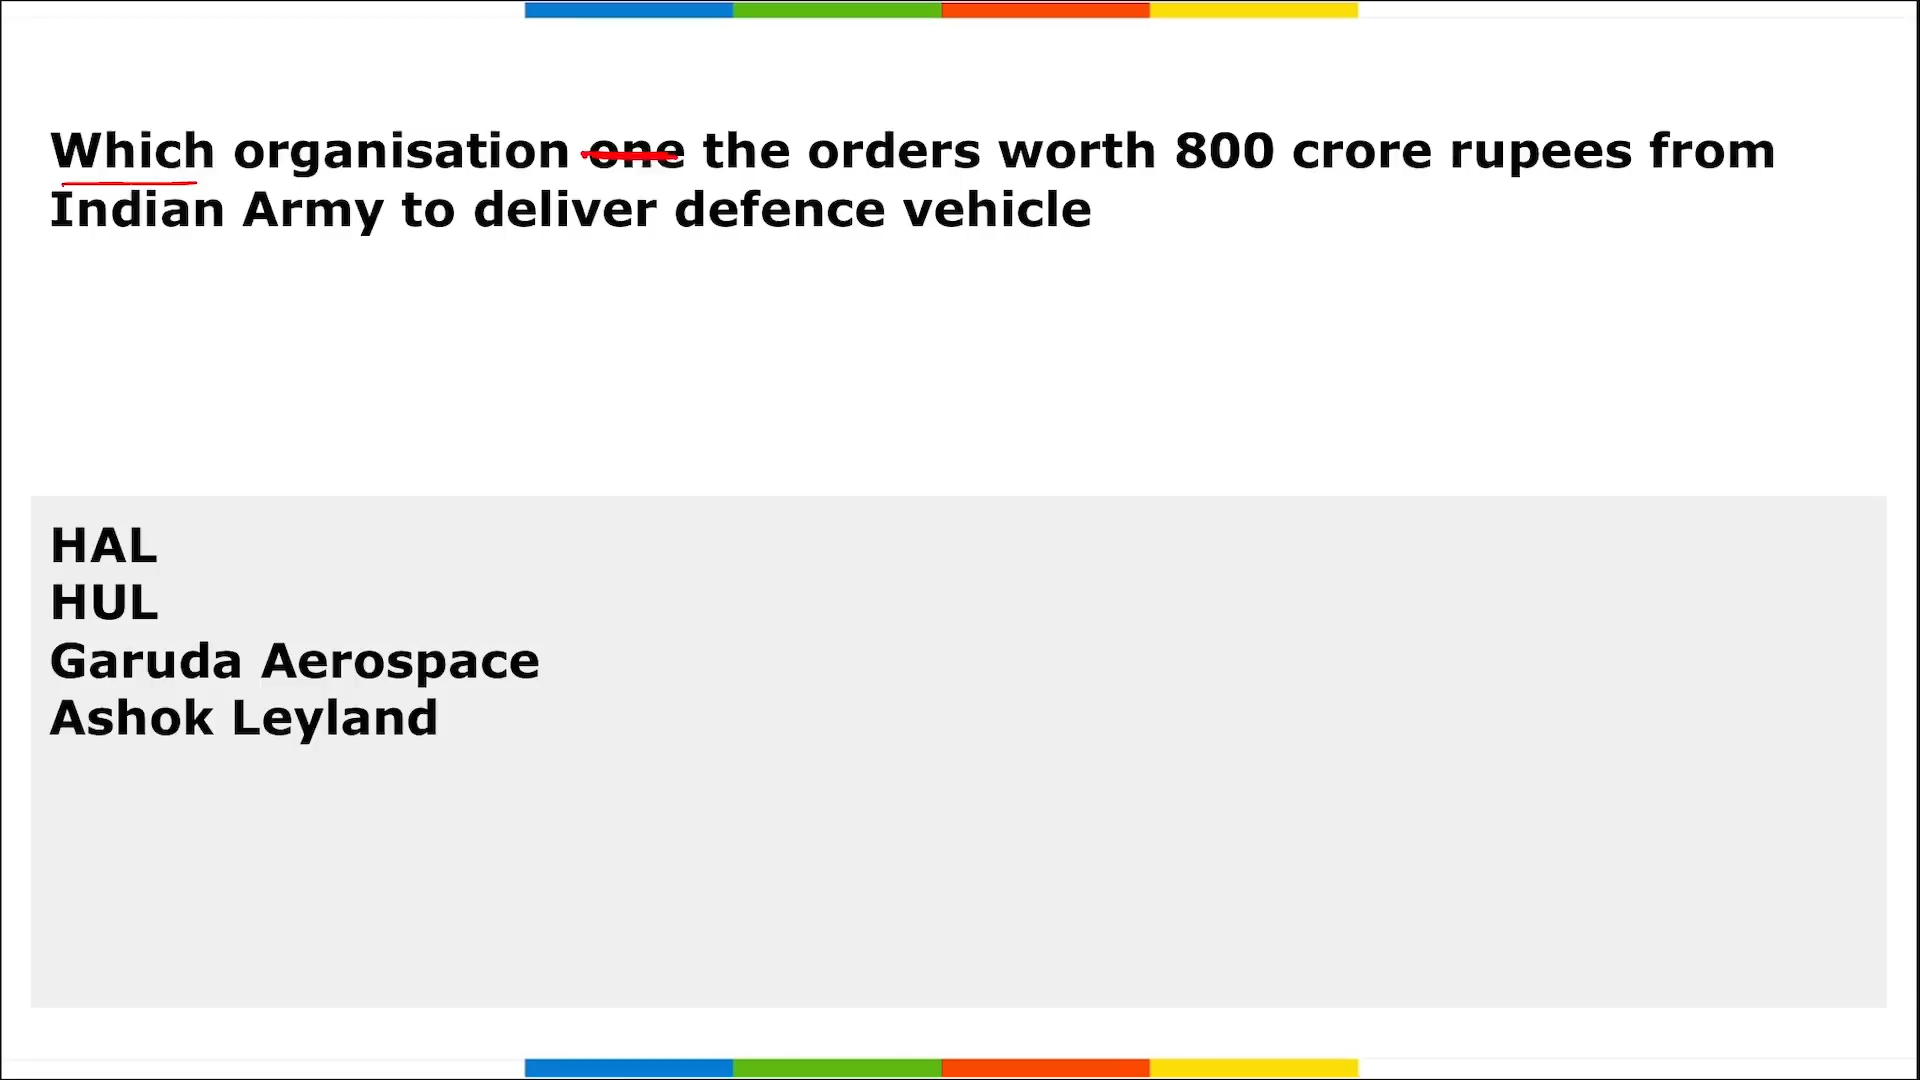 Which organisation one the orders worth 800 crore rupees from
Indian Army to deliver defence vehicle
HAL
HUL
Garuda Aerospace
Ashok Leyland